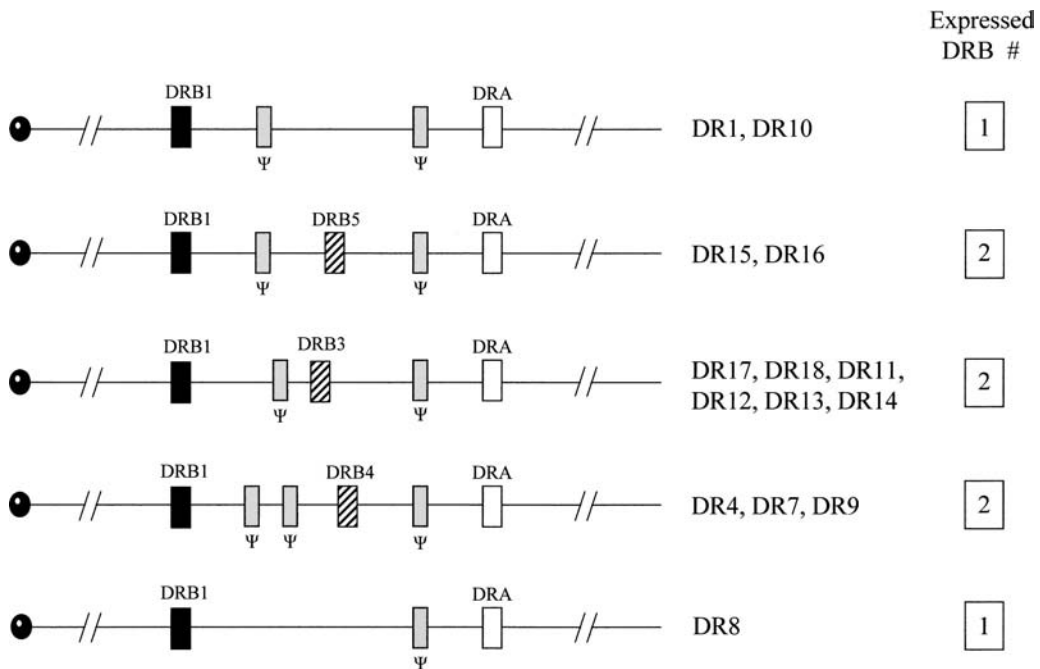 Expressed
DRB #
DRB1 DRA
DR1, DR10 1
Ψ Ψ
DRB1 DRB5 DRA
DR15, DR16 2
Ψ Ψ
DRB1 DRB3 DRA
DR17, DR18, DR11, 2
DR12, DR13, DR14
Ψ Ψ
DRB1 DRB4 DRA
DR4, DR7, DR9 2
Ψ Ψ Ψ
DRB1 DRA
DR8 1
Ψ